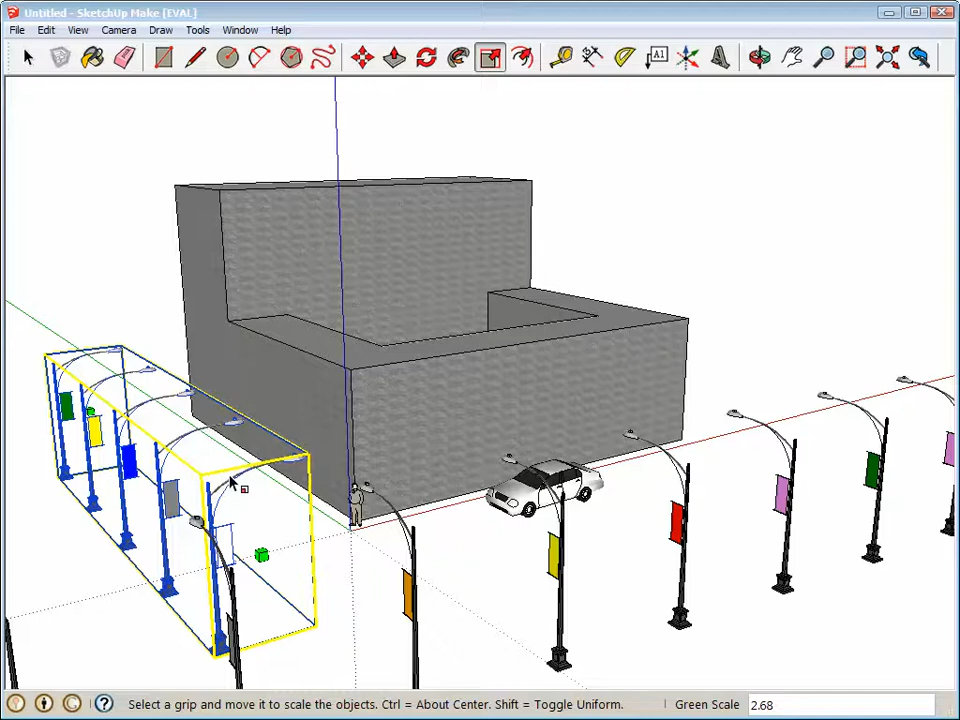 Untitled - SketchUp Make [EVAL]
File Edit View Camera Draw Tools Window Help
A1
Select a grip and move it to scale the objects. Ctrl = About Center. Shift = Toggle Uniform. Green Scale 2.68